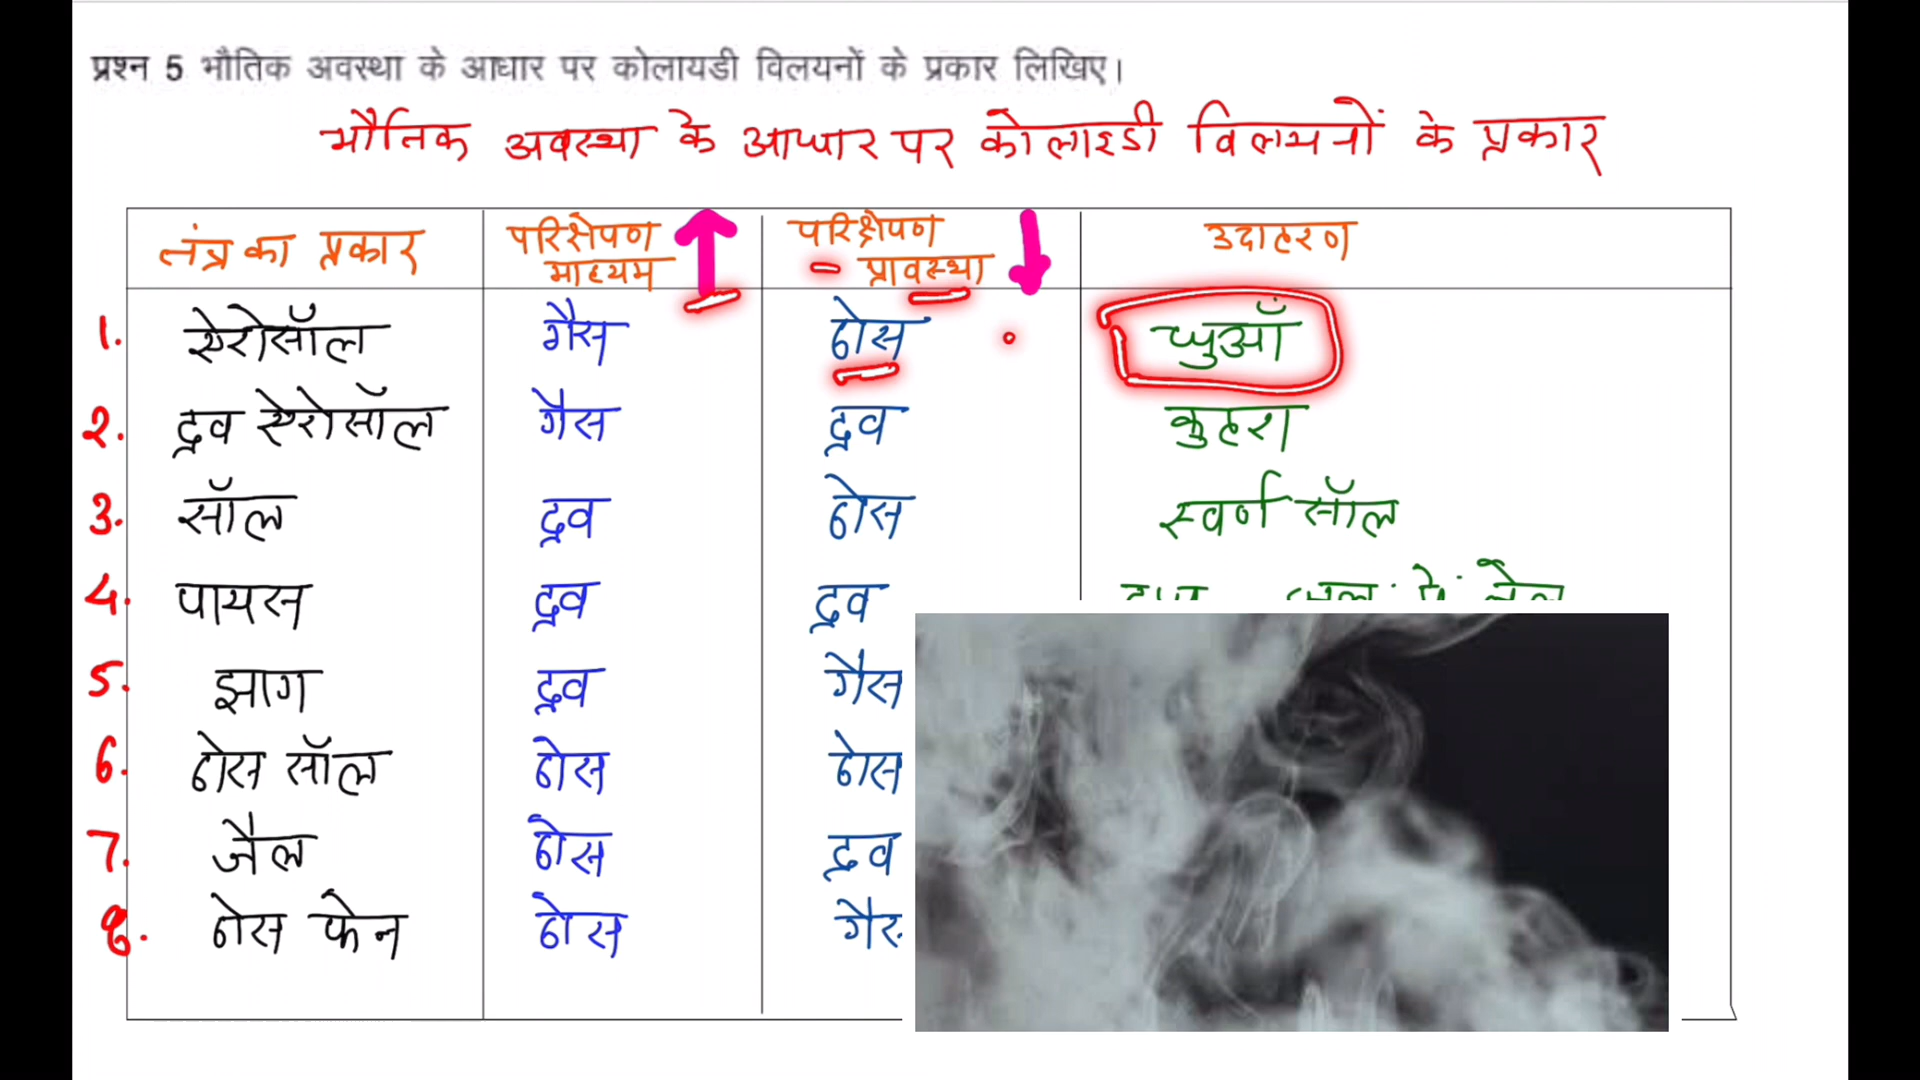 प्रश्न 5 भौतिक अवस्था के आधार पर कोलायडी विलयनों के प्रकार लिखिए।
भौतिक अवस्था के आधार पर कोलाइडी विलयनों के प्रकार
तंत्र का प्रकार परिक्षेपण माध्यम परिक्षेपण - प्रावस्था उदाहरण
1. ऐरोसॉल गैस ठोस धुआँ
2. द्रव ऐरोसॉल गैस द्रव कुहरा
3. सॉल द्रव ठोस स्वर्ण सॉल
4. पायस द्रव द्रव
5. झाग द्रव गैस
6. ठोस सॉल ठोस ठोस
7. जैल ठोस द्रव
8. ठोस फेन ठोस गैस